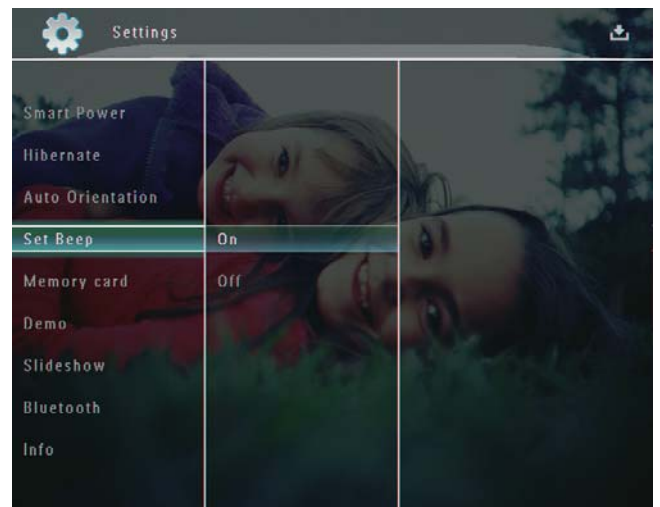 Settings
Smart Power
Hibernate
Auto Orientation
Set Beep
On
Memory card
Off
Demo
Slideshow
Bluetooth
Info